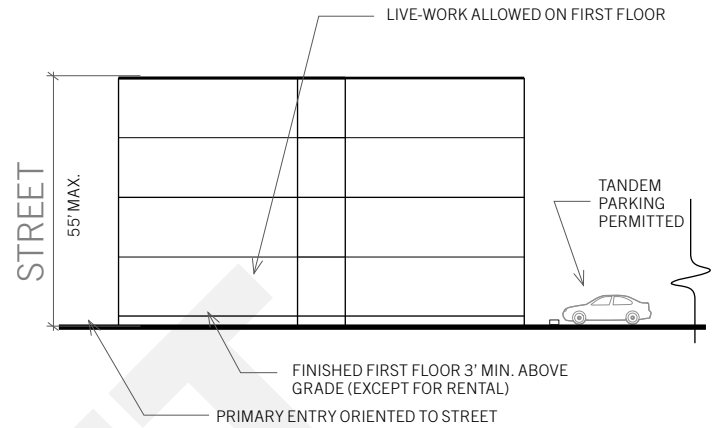 LIVE-WORK ALLOWED ON FIRST FLOOR
STREET
55' MAX.
TANDEM
PARKING
PERMITTED
FINISHED FIRST FLOOR 3' MIN. ABOVE
GRADE (EXCEPT FOR RENTAL)
PRIMARY ENTRY ORIENTED TO STREET